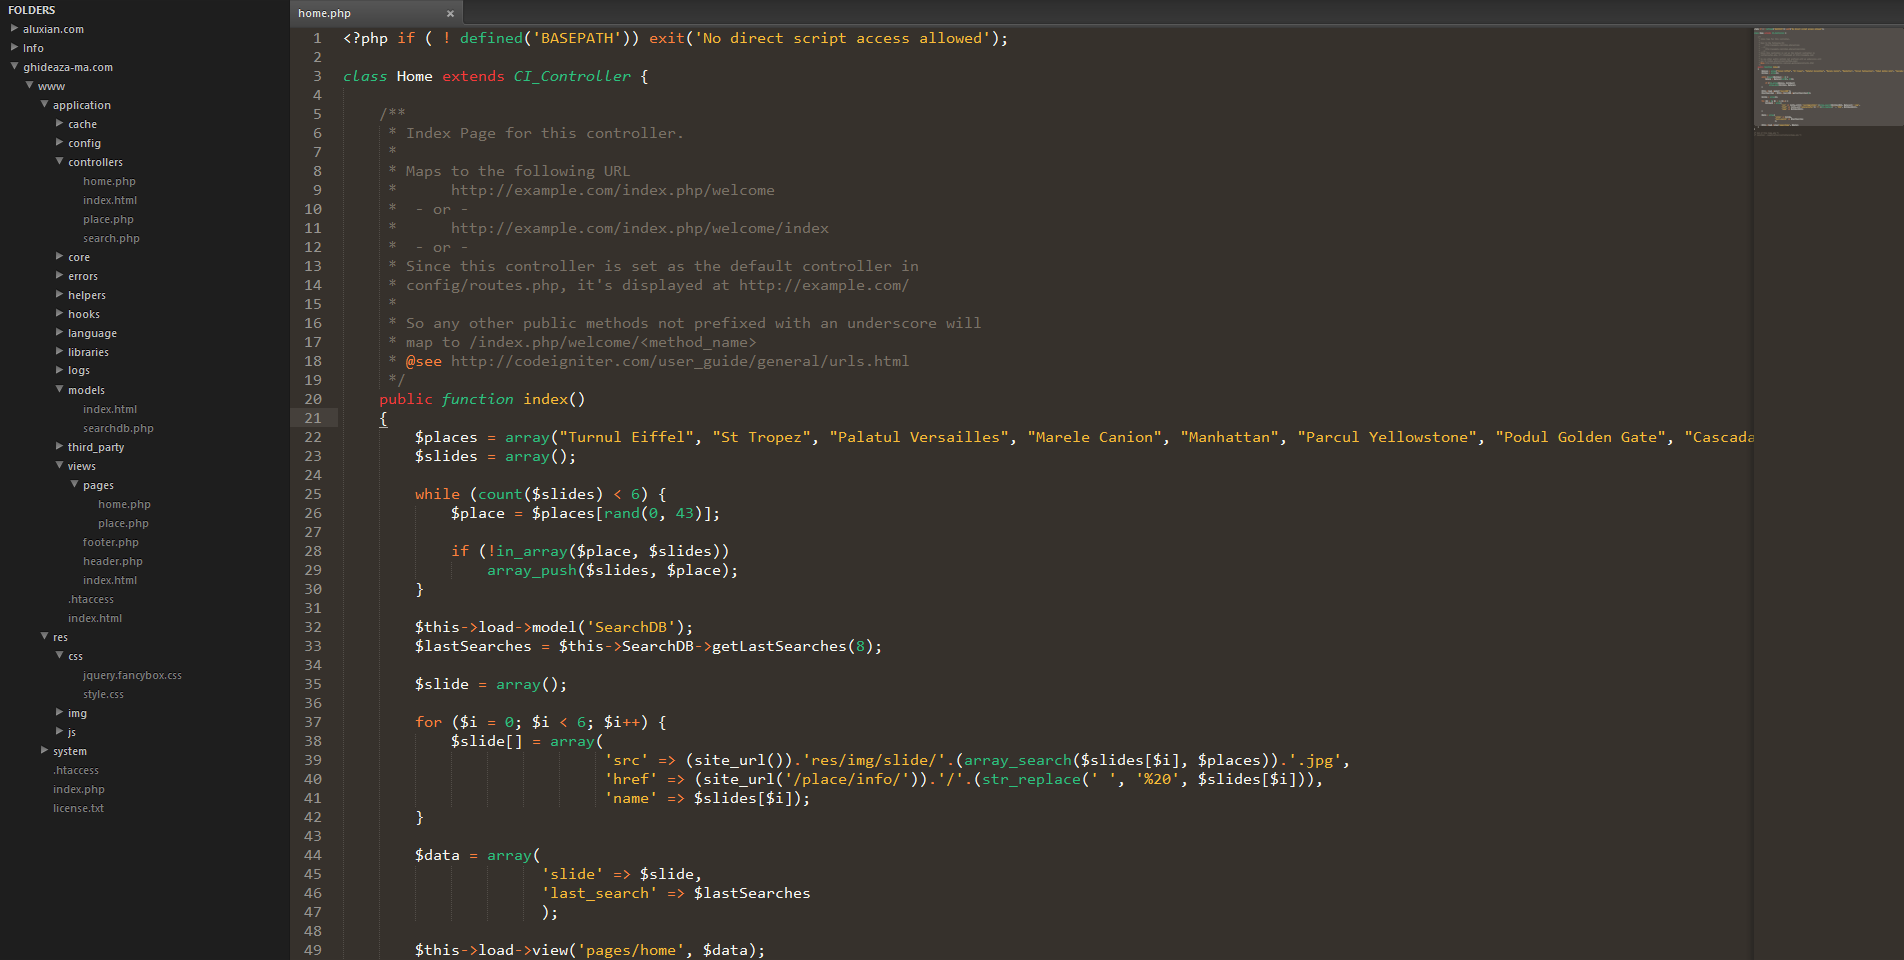 FOLDERS
aluxian.com
Info
ghideaza-ma.com
www
application
cache
config
controllers
home.php
index.html
place.php
search.php
core
errors
helpers
hooks
language
libraries
logs
models
index.html
searchdb.php
third_party
views
pages
home.php
place.php
footer.php
header.php
index.html
.htaccess
index.html
res
css
jquery.fancybox.css
style.css
img
js
system
.htaccess
index.php
license.txt
home.php ×
1 <?php if ( ! defined('BASEPATH')) exit('No direct script access allowed');
2
3 class Home extends CI_Controller {
4
5     /**
6      * Index Page for this controller.
7      *
8      * Maps to the following URL
9      *      http://example.com/index.php/welcome
10      *  - or -
11      *      http://example.com/index.php/welcome/index
12      *  - or -
13      * Since this controller is set as the default controller in
14      * config/routes.php, it's displayed at http://example.com/
15      *
16      * So any other public methods not prefixed with an underscore will
17      * map to /index.php/welcome/<method_name>
18      * @see http://codeigniter.com/user_guide/general/urls.html
19      */
20     public function index()
21     {
22         $places = array("Turnul Eiffel", "St Tropez", "Palatul Versailles", "Marele Canion", "Manhattan", "Parcul Yellowstone", "Podul Golden Gate", "Cascada
23         $slides = array();
24
25         while (count($slides) < 6) {
26             $place = $places[rand(0, 43)];
27
28             if (!in_array($place, $slides))
29                 array_push($slides, $place);
30         }
31
32         $this->load->model('SearchDB');
33         $lastSearches = $this->SearchDB->getLastSearches(8);
34
35         $slide = array();
36
37         for ($i = 0; $i < 6; $i++) {
38             $slide[] = array(
39                              'src' => (site_url()).'res/img/slide/'.(array_search($slides[$i], $places)).'.jpg',
40                              'href' => (site_url('/place/info/')).'/'.(str_replace(' ', '%20', $slides[$i])),
41                              'name' => $slides[$i]);
42         }
43
44         $data = array(
45                       'slide' => $slide,
46                       'last_search' => $lastSearches
47                       );
48
49         $this->load->view('pages/home', $data);